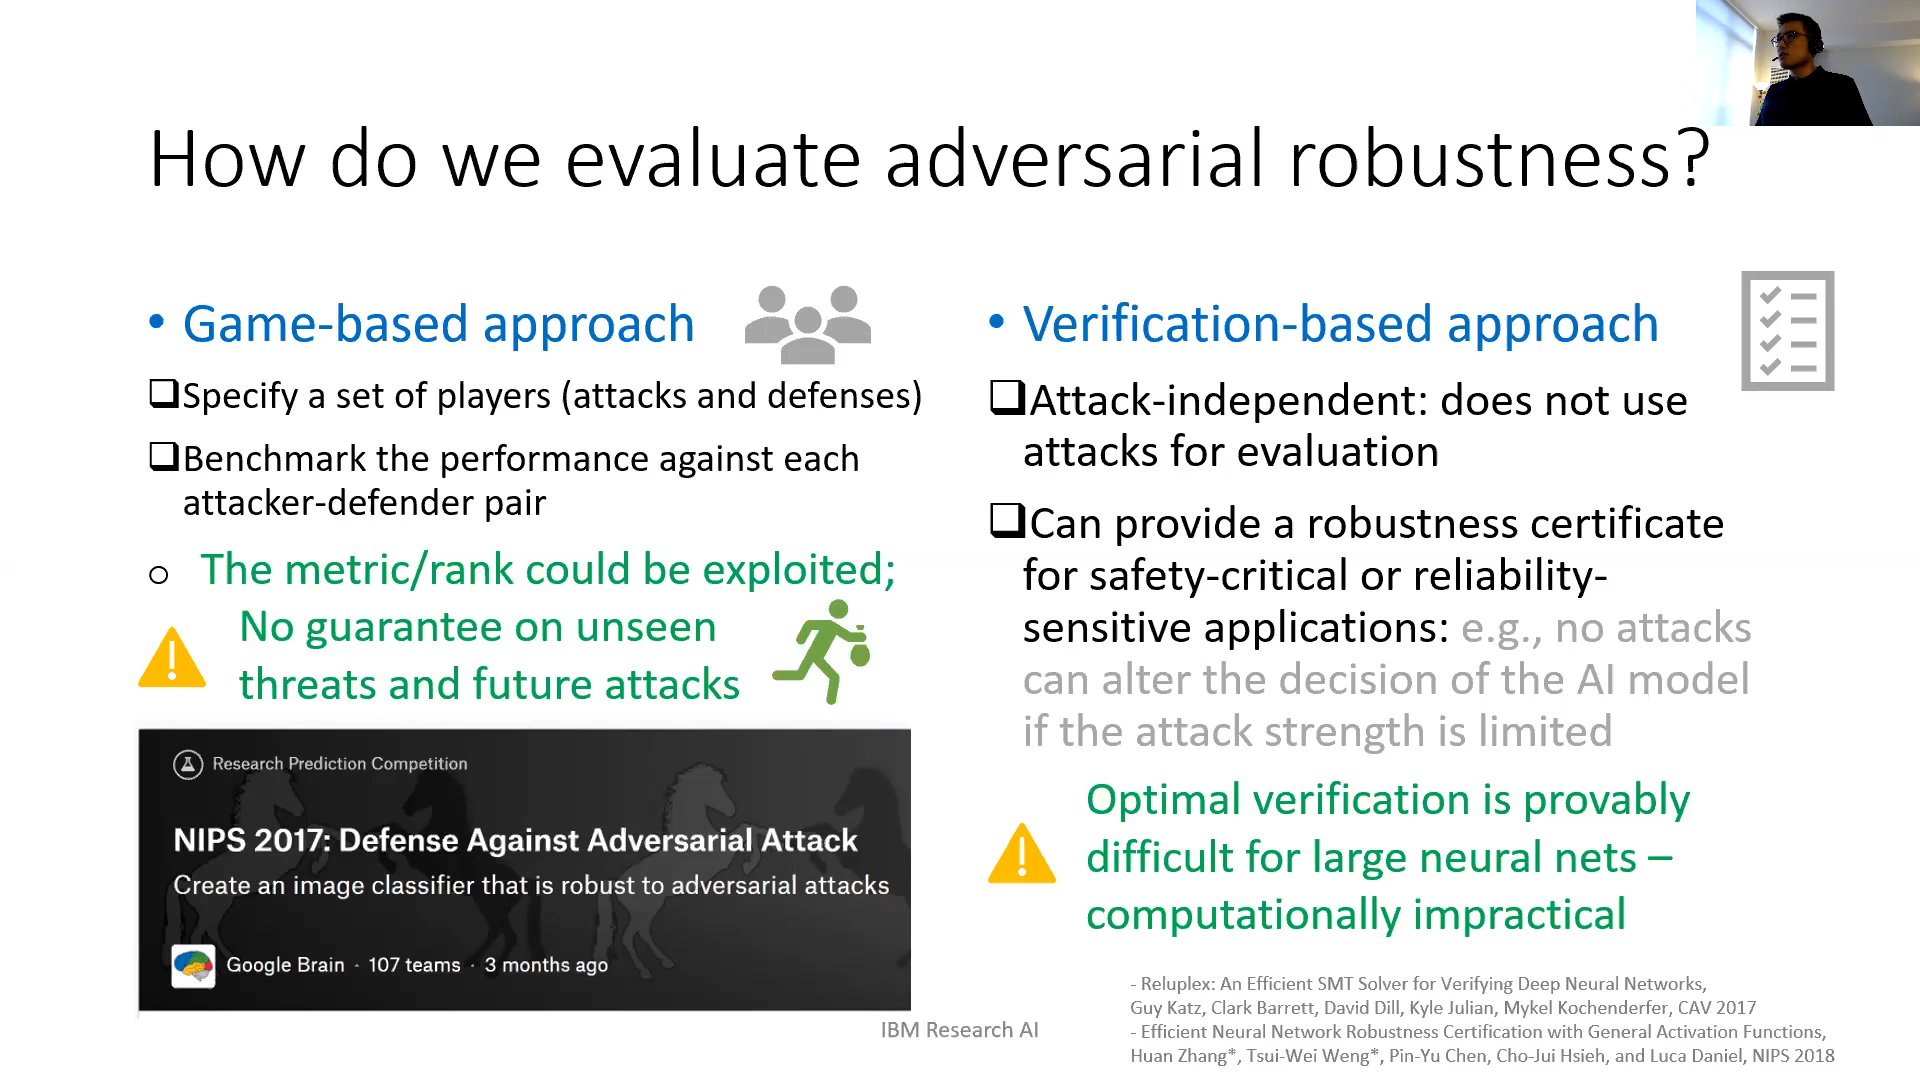 How do we evaluate adversarial robustness?
• Game-based approach
❑Specify a set of players (attacks and defenses)
❑Benchmark the performance against each
attacker-defender pair
o The metric/rank could be exploited;
No guarantee on unseen
threats and future attacks
Research Prediction Competition
NIPS 2017: Defense Against Adversarial Attack
Create an image classifier that is robust to adversarial attacks
Google Brain · 107 teams · 3 months ago
• Verification-based approach
❑Attack-independent: does not use
attacks for evaluation
❑Can provide a robustness certificate
for safety-critical or reliability-
sensitive applications: e.g., no attacks
can alter the decision of the AI model
if the attack strength is limited
Optimal verification is provably
difficult for large neural nets –
computationally impractical
- Reluplex: An Efficient SMT Solver for Verifying Deep Neural Networks,
Guy Katz, Clark Barrett, David Dill, Kyle Julian, Mykel Kochenderfer, CAV 2017
- Efficient Neural Network Robustness Certification with General Activation Functions,
Huan Zhang*, Tsui-Wei Weng*, Pin-Yu Chen, Cho-Jui Hsieh, and Luca Daniel, NIPS 2018
IBM Research AI